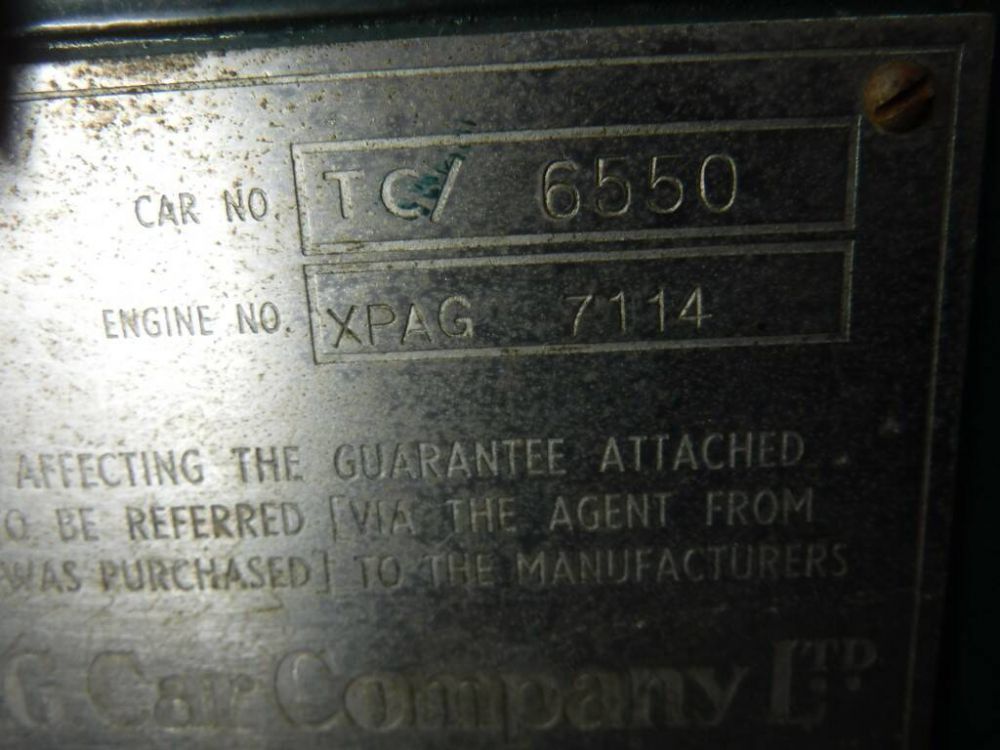 CAR NO. TC/ 6550
ENGINE NO. XPAG 7114
AFFECTING THE GUARANTEE ATTACHED
O BE REFERRED [VIA THE AGENT FROM
WAS PURCHASED] TO THE MANUFACTURERS
G Car Company LTD